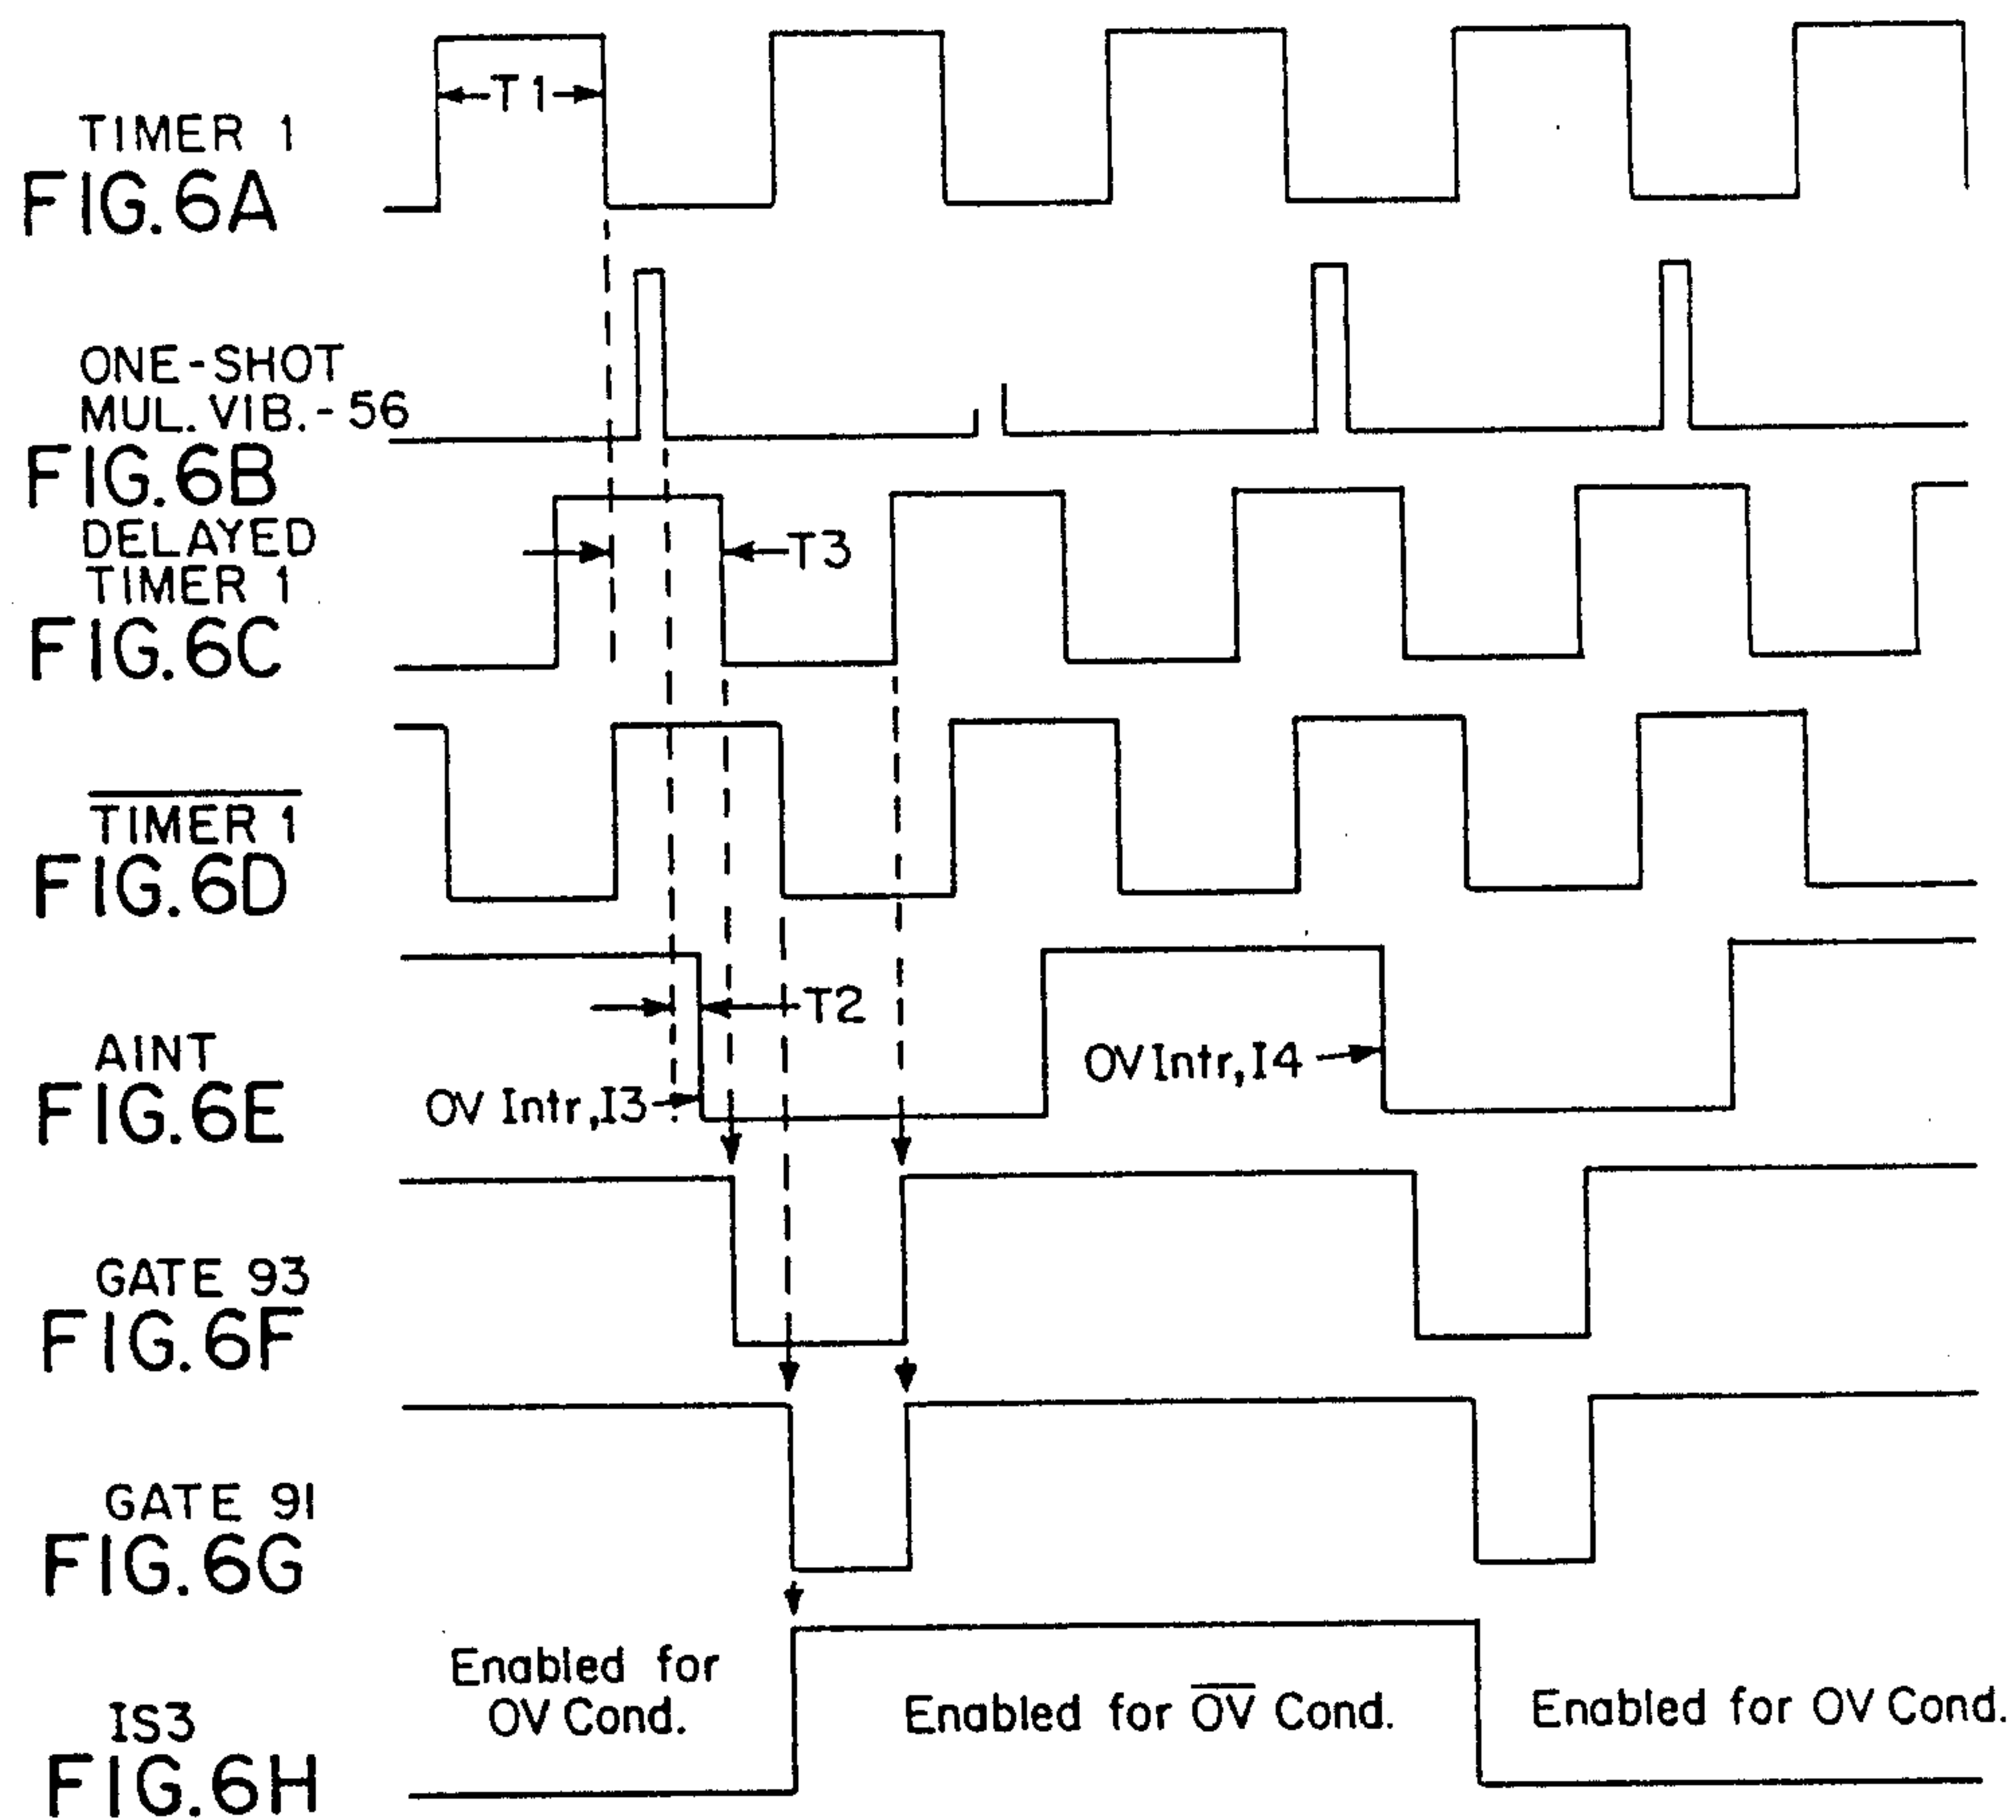 T1
TIMER 1
FIG.6A
ONE-SHOT
MUL.VIB.-56
FIG.6B
DELAYED
TIMER 1
T3
FIG.6C
TIMER 1
FIG.6D
T2
AINT
OV Intr,I3
OV Intr,I4
FIG.6E
GATE 93
FIG.6F
GATE 91
FIG.6G
Enabled for
OV Cond.
Enabled for O̅V̅ Cond.
Enabled for OV Cond.
IS3
FIG.6H